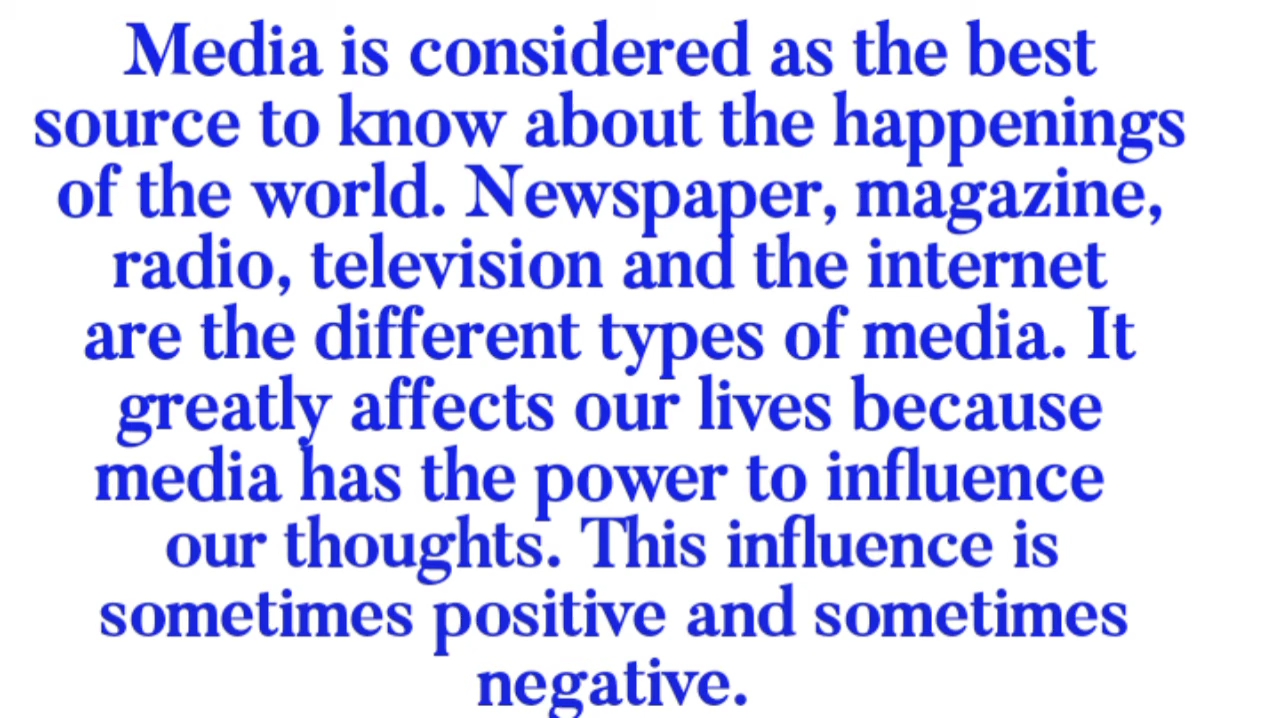 Media is considered as the best
source to know about the happenings
of the world. Newspaper, magazine,
radio, television and the internet
are the different types of media. It
greatly affects our lives because
media has the power to influence
our thoughts. This influence is
sometimes positive and sometimes
negative.